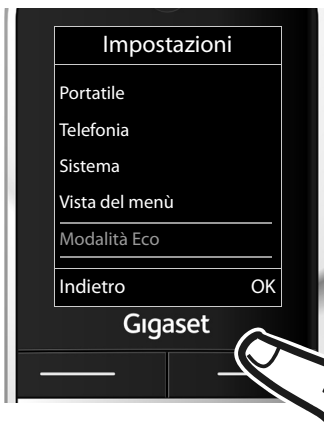 Impostazioni
Portatile
Telefonia
Sistema
Vista del menù
Modalità Eco
Indietro OK
Gigaset